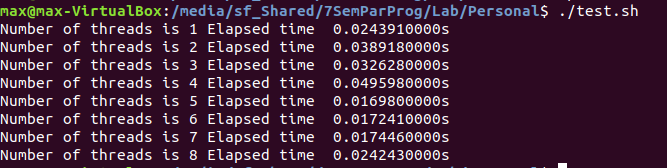 max@max-VirtualBox:/media/sf_Shared/7SemParProg/Lab/Personal$ ./test.sh
Number of threads is 1 Elapsed time  0.0243910000s
Number of threads is 2 Elapsed time  0.0389180000s
Number of threads is 3 Elapsed time  0.0326280000s
Number of threads is 4 Elapsed time  0.0495980000s
Number of threads is 5 Elapsed time  0.0169800000s
Number of threads is 6 Elapsed time  0.0172410000s
Number of threads is 7 Elapsed time  0.0174460000s
Number of threads is 8 Elapsed time  0.0242430000s